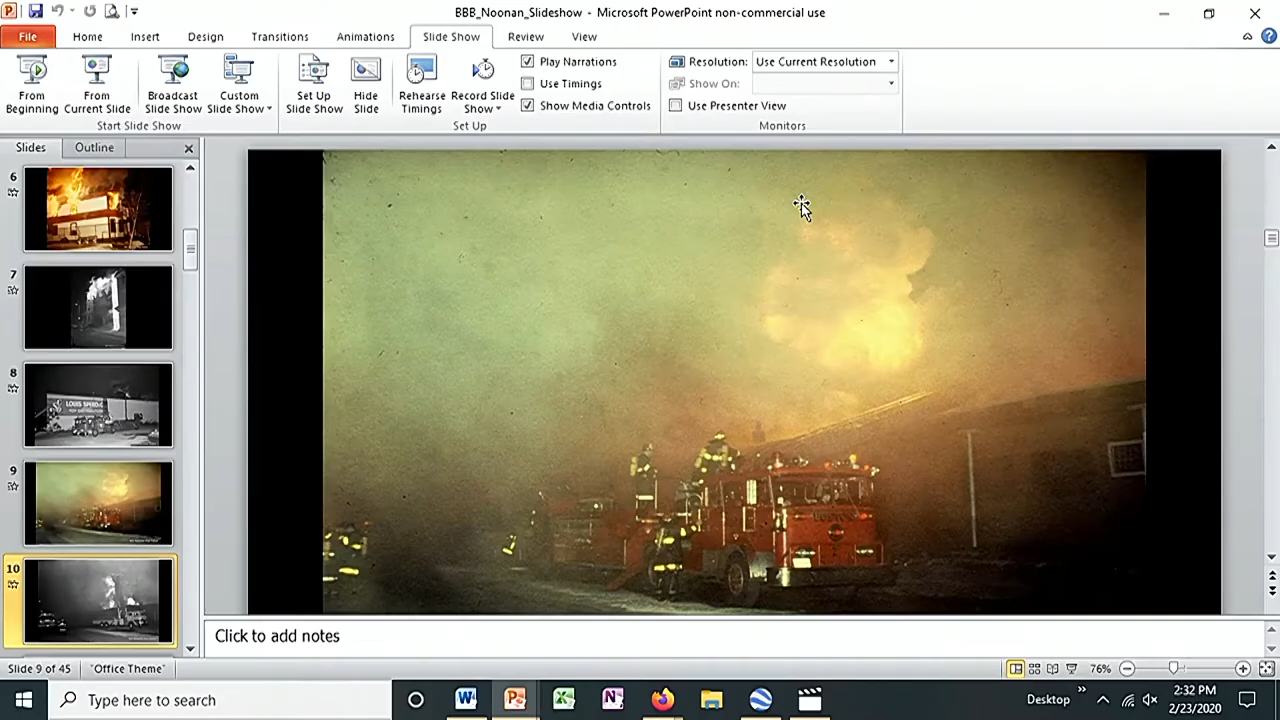 BBB_Noonan_Slideshow - Microsoft PowerPoint non-commercial use
File Home Insert Design Transitions Animations Slide Show Review View
From Beginning
From Current Slide
Broadcast Slide Show
Custom Slide Show
Set Up Slide Show
Hide Slide
Rehearse Timings
Record Slide Show
Play Narrations
Use Timings
Show Media Controls
Resolution: Use Current Resolution
Show On:
Use Presenter View
Start Slide Show
Set Up
Monitors
Slides Outline
6
7
8
LOUIS
9
10
Click to add notes
Slide 9 of 45 "Office Theme" 76%
Type here to search
Desktop
2:32 PM
2/23/2020